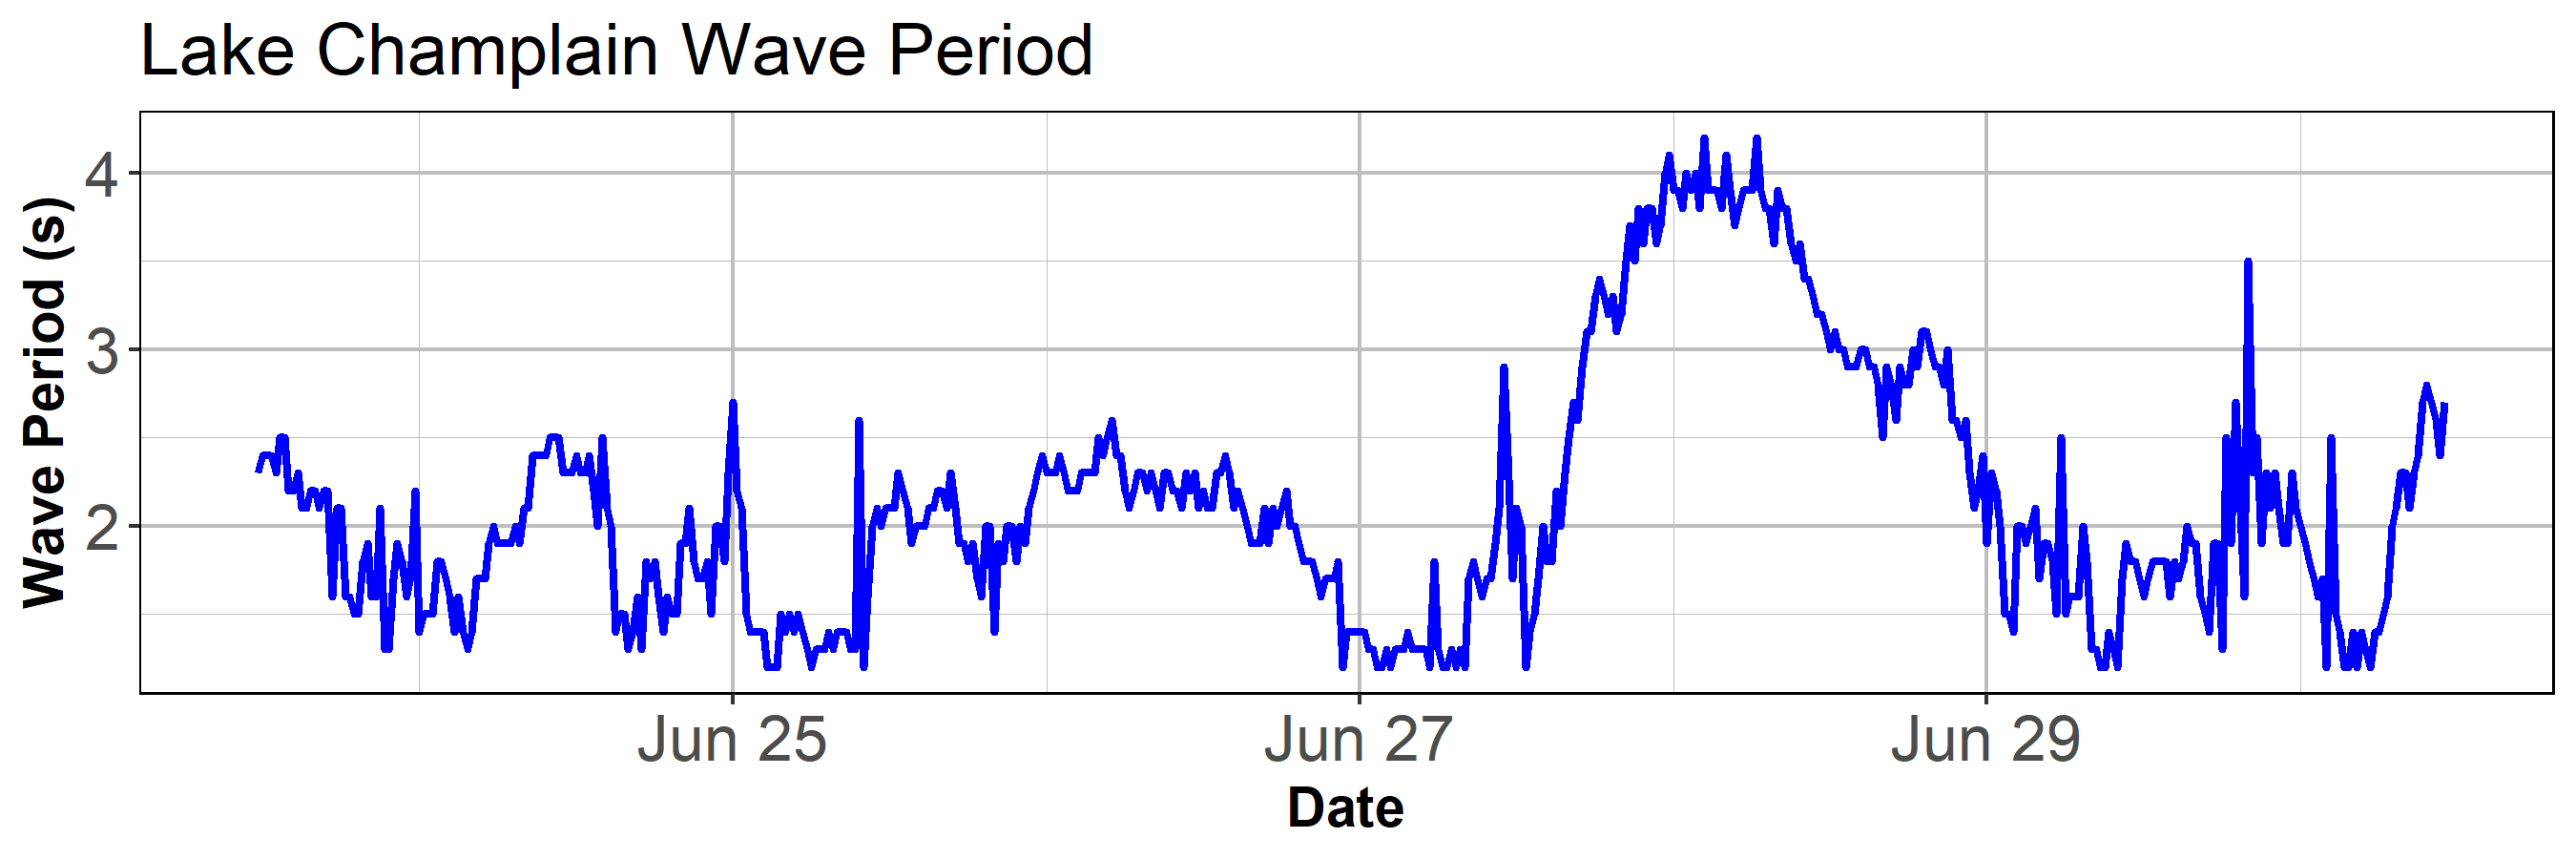 Lake Champlain Wave Period
Wave Period (s)
4
3
2
Jun 25
Jun 27
Jun 29
Date